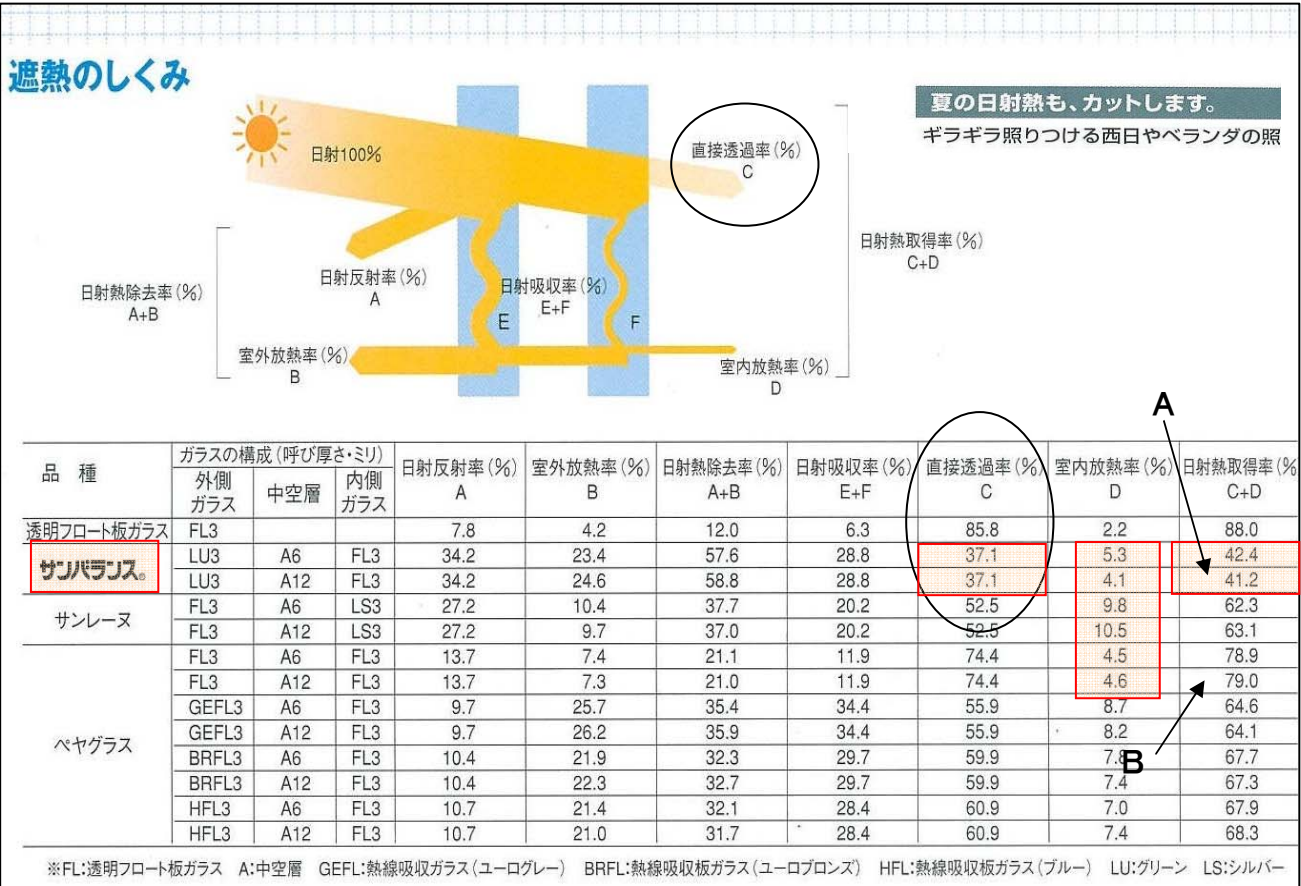 遮熱のしくみ
夏の日射熱も、カットします。
ギラギラ照りつける西日やベランダの照
日射100%
直接透過率(%)
C
日射熱取得率(%)
C+D
日射反射率(%)
A
日射吸収率(%)
E+F
E
F
日射熱除去率(%)
A+B
室外放熱率(%)
B
室内放熱率(%)
D
A
品 種 ガラスの構成(呼び厚さ・ミリ) 日射反射率(%) 室外放熱率(%) 日射熱除去率(%) 日射吸収率(%) 直接透過率(%) 室内放熱率(%) 日射熱取得率(%
外側ガラス 中空層 内側ガラス A B A+B E+F C D C+D
透明フロート板ガラス FL3 7.8 4.2 12.0 6.3 85.8 2.2 88.0
サンバランス® LU3 A6 FL3 34.2 23.4 57.6 28.8 37.1 5.3 42.4
LU3 A12 FL3 34.2 24.6 58.8 28.8 37.1 4.1 41.2
サンレーヌ FL3 A6 LS3 27.2 10.4 37.7 20.2 52.5 9.8 62.3
FL3 A12 LS3 27.2 9.7 37.0 20.2 52.5 10.5 63.1
ペヤグラス FL3 A6 FL3 13.7 7.4 21.1 11.9 74.4 4.5 78.9
FL3 A12 FL3 13.7 7.3 21.0 11.9 74.4 4.6 79.0
GEFL3 A6 FL3 9.7 25.7 35.4 34.4 55.9 8.7 64.6
GEFL3 A12 FL3 9.7 26.2 35.9 34.4 55.9 8.2 64.1
BRFL3 A6 FL3 10.4 21.9 32.3 29.7 59.9 7.8 67.7
BRFL3 A12 FL3 10.4 22.3 32.7 29.7 59.9 7.4 67.3
HFL3 A6 FL3 10.7 21.4 32.1 28.4 60.9 7.0 67.9
HFL3 A12 FL3 10.7 21.0 31.7 28.4 60.9 7.4 68.3
B
※FL:透明フロート板ガラス A:中空層 GEFL:熱線吸収ガラス(ユーログレー) BRFL:熱線吸収板ガラス(ユーロブロンズ) HFL:熱線吸収板ガラス(ブルー) LU:グリーン LS:シルバー